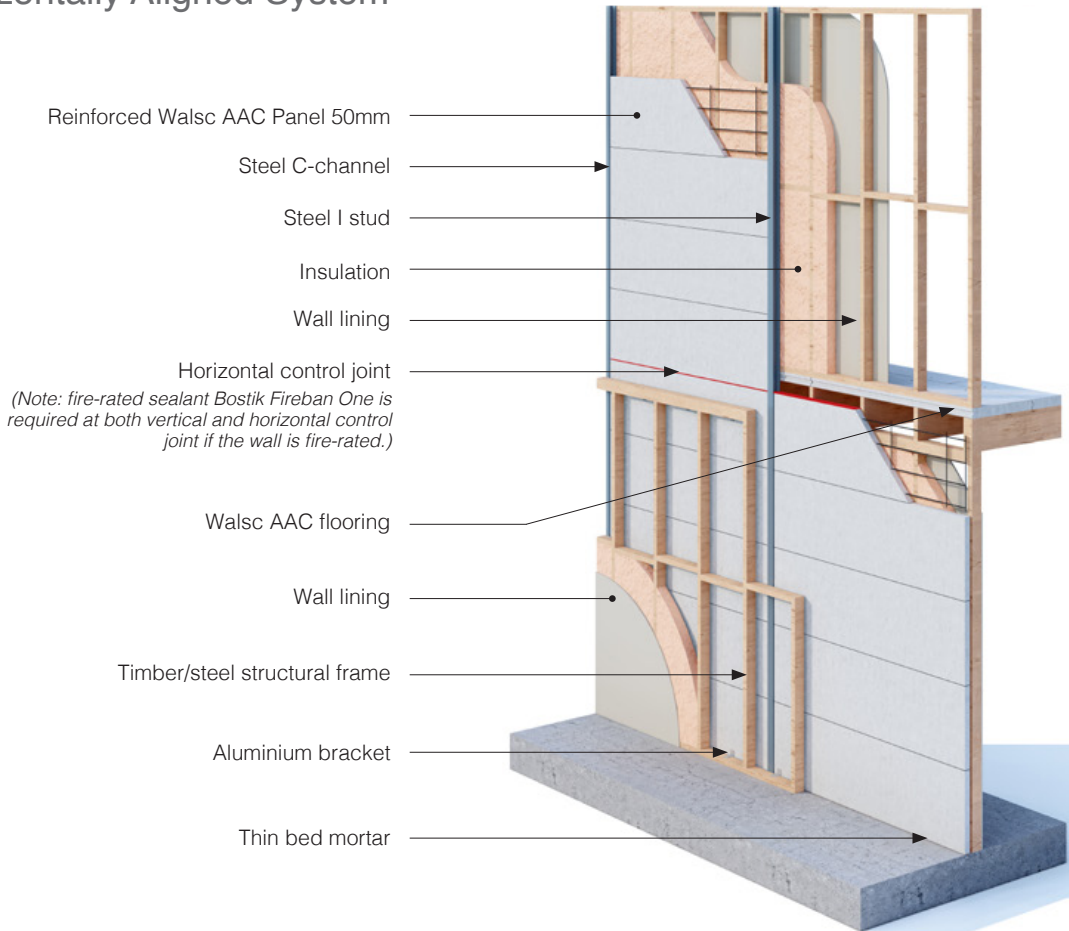 Aligned System
Reinforced Walsc AAC Panel 50mm
Steel C-channel
Steel I stud
Insulation
Wall lining
Horizontal control joint
(Note: fire-rated sealant Bostik Fireban One is
required at both vertical and horizontal control
joint if the wall is fire-rated.)
Walsc AAC flooring
Wall lining
Timber/steel structural frame
Aluminium bracket
Thin bed mortar